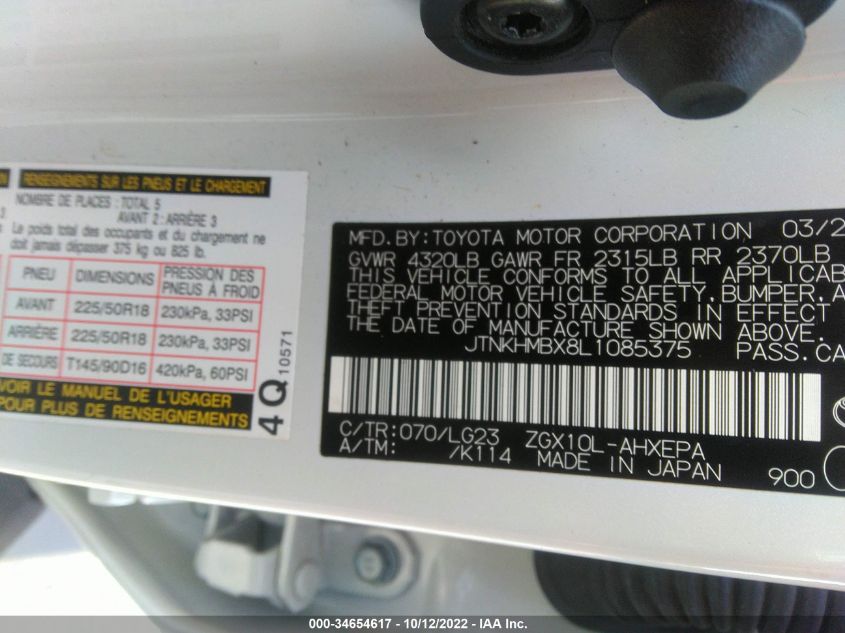 RENSEIGNEMENTS SUR LES PNEUS ET LE CHARGEMENT
NOMBRE DE PLACES : TOTAL 5
AVANT 2 : ARRIÈRE 3
Le poids total des occupants et du chargement ne
doit jamais dépasser 375 kg ou 825 lb.
PNEU DIMENSIONS PRESSION DES PNEUS À FROID
AVANT 225/50R18 230kPa, 33PSI
ARRIÈRE 225/50R18 230kPa, 33PSI
DE SECOURS T145/90D16 420kPa, 60PSI
VOIR LE MANUEL DE L'USAGER
POUR PLUS DE RENSEIGNEMENTS
4Q 10571
MFD.BY:TOYOTA MOTOR CORPORATION 03/2
GVWR 4320LB GAWR FR 2315LB RR 2370LB
THIS VEHICLE CONFORMS TO ALL APPLICAB
FEDERAL MOTOR VEHICLE SAFETY,BUMPER,A
THEFT PREVENTION STANDARDS IN EFFECT
THE DATE OF MANUFACTURE SHOWN ABOVE.
JTNKHMBX8L1085375 PASS.CA
C/TR:070/LG23 ZGX10L-AHXEPA
A/TM: /K114 MADE IN JAPAN 900
000-34654617 - 10/12/2022 - IAA Inc.